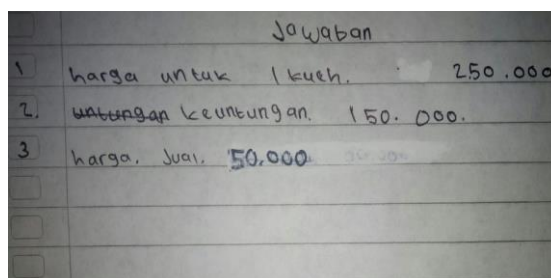 Jawaban
1 harga untuk 1 kueh. 250.000
2. untungan keuntungan. 150. 000.
3 harga. Jual. 50.000